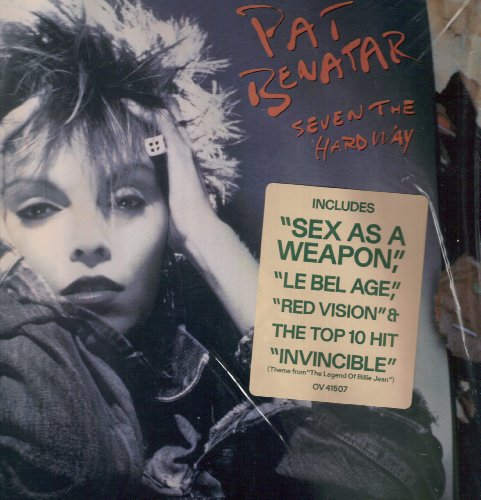 PAT
BENATAR
SEVEN THE
HARD WAY
INCLUDES
"SEX AS A
WEAPON,"
"LE BEL AGE,"
"RED VISION" &
THE TOP 10 HIT
"INVINCIBLE"
(Theme from "The Legend Of Billie Jean")
OV 41507